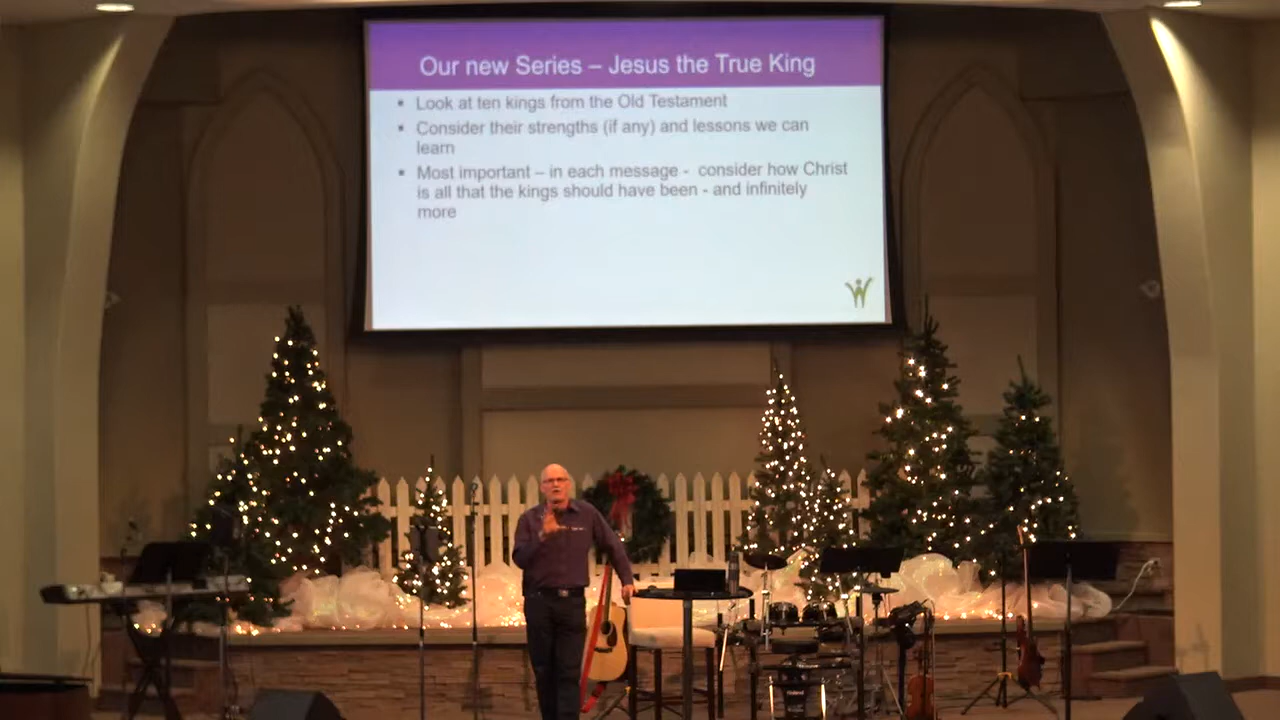 Our new Series – Jesus the True King
▪ Look at ten kings from the Old Testament
▪ Consider their strengths (if any) and lessons we can
learn
▪ Most important – in each message - consider how Christ
is all that the kings should have been - and infinitely
more
Roland